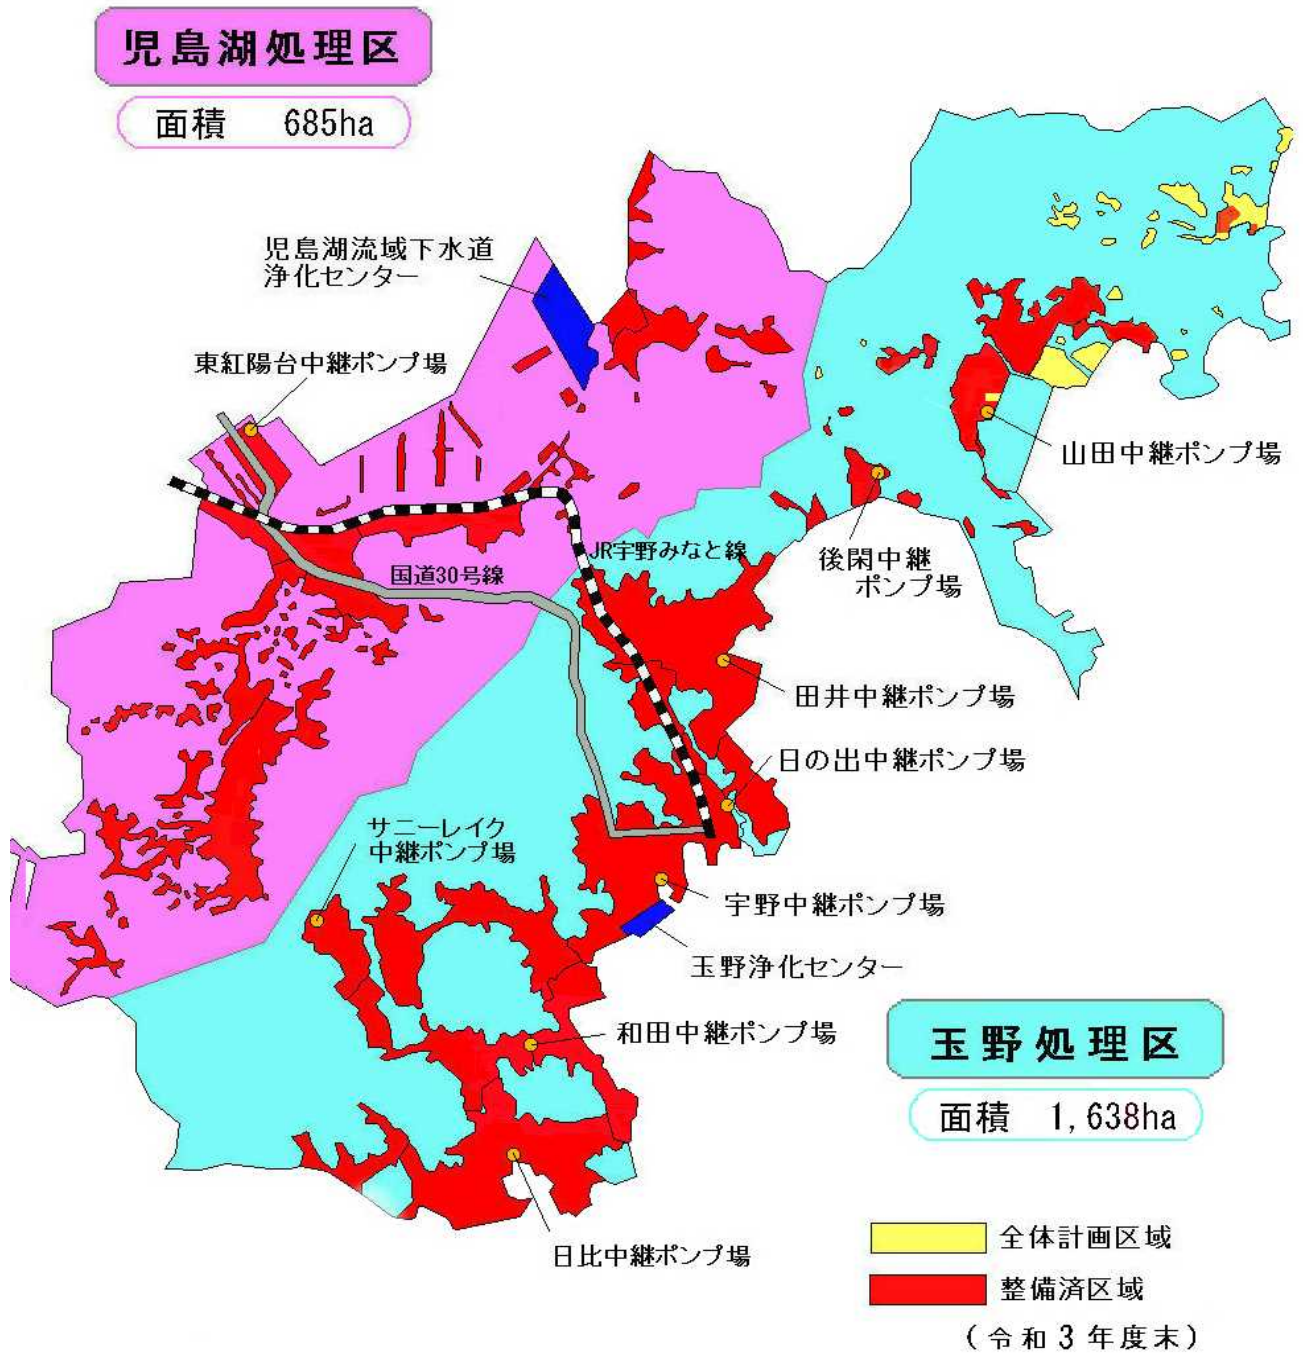 児島湖処理区
面積 685ha
児島湖流域下水道
浄化センター
東紅陽台中継ポンプ場
山田中継ポンプ場
後閑中継
ポンプ場
JR宇野みなと線
国道30号線
田井中継ポンプ場
日の出中継ポンプ場
サニーレイク
中継ポンプ場
宇野中継ポンプ場
玉野浄化センター
玉野処理区
面積 1,638ha
和田中継ポンプ場
日比中継ポンプ場
全体計画区域
整備済区域
(令和3年度末)